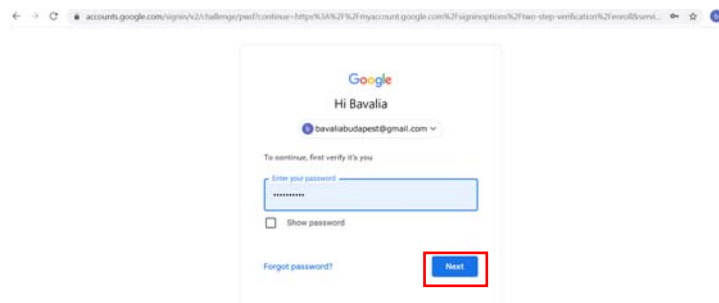 accounts.google.com/signin/v2/challenge/pwd?continue=https%3A%2F%2Fmyaccount.google.com%2Fsigninoptions%2Ftwo-step-verification%2Fenroll&servi...
Google
Hi Bavalia
b bavaliabudapest@gmail.com
To continue, first verify it's you
Enter your password
••••••••••
Show password
Forgot password?
Next